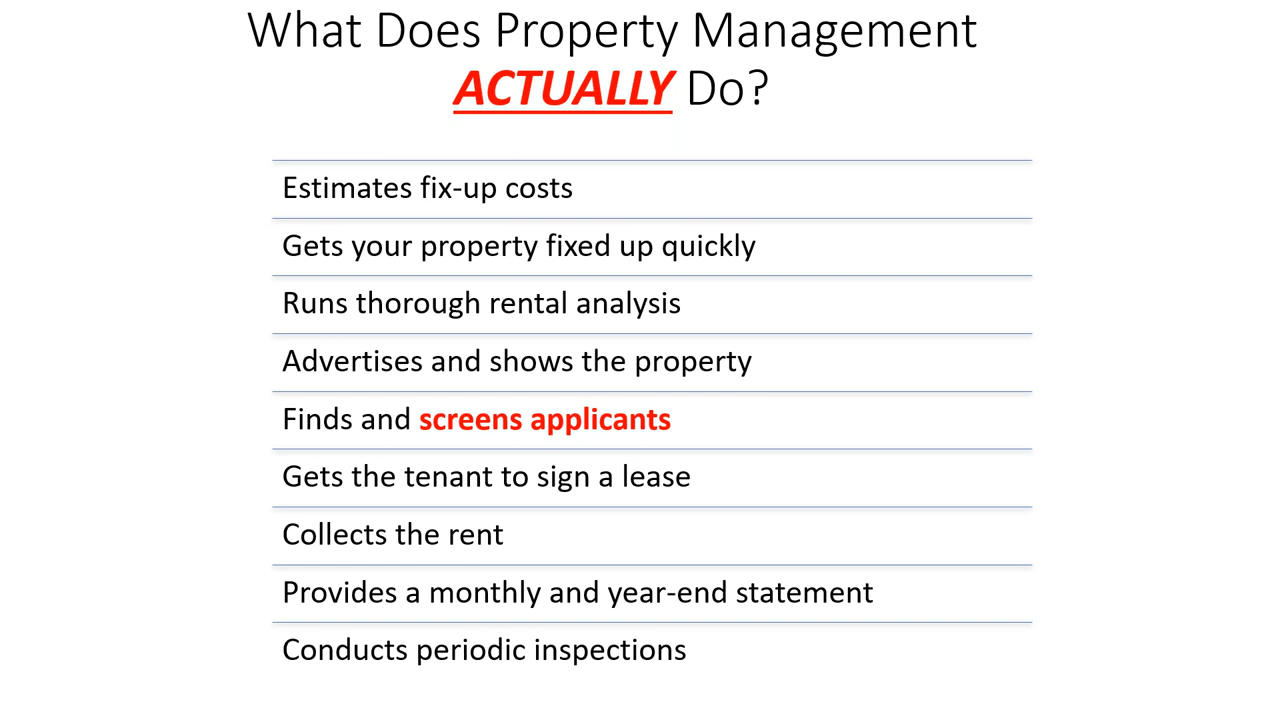 What Does Property Management
ACTUALLY Do?
Estimates fix-up costs
Gets your property fixed up quickly
Runs thorough rental analysis
Advertises and shows the property
Finds and screens applicants
Gets the tenant to sign a lease
Collects the rent
Provides a monthly and year-end statement
Conducts periodic inspections